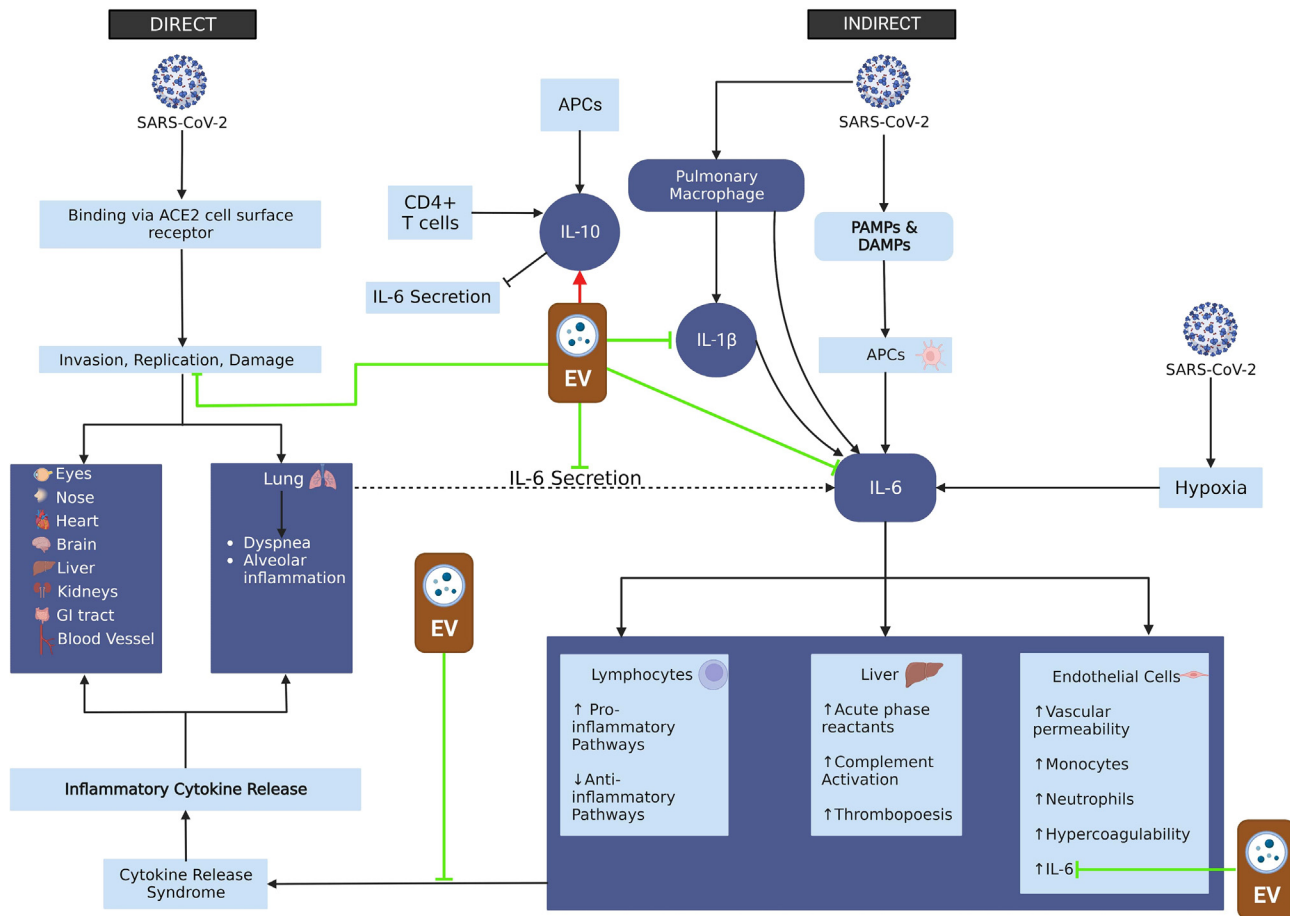 DIRECT
SARS-CoV-2
Binding via ACE2 cell surface
receptor
Invasion, Replication, Damage
Eyes
Nose
Heart
Brain
Liver
Kidneys
GI tract
Blood Vessel
Lung
• Dyspnea
• Alveolar
inflammation
Inflammatory Cytokine Release
Cytokine Release
Syndrome
APCs
CD4+
T cells
IL-10
IL-6 Secretion
EV
IL-6 Secretion
EV
INDIRECT
SARS-CoV-2
Pulmonary
Macrophage
IL-1β
PAMPs &
DAMPs
APCs
IL-6
SARS-CoV-2
Hypoxia
Lymphocytes
↑ Pro-
inflammatory
Pathways
↓Anti-
inflammatory
Pathways
Liver
↑Acute phase
reactants
↑Complement
Activation
↑Thrombopoesis
Endothelial Cells
↑Vascular
permeability
↑Monocytes
↑Neutrophils
↑Hypercoagulability
↑IL-6
EV